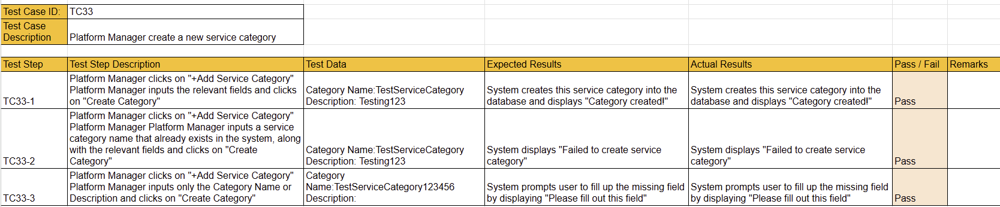 Test Case ID: TC33
Test Case
Description
Platform Manager create a new service category
Test Step Test Step Description Test Data Expected Results Actual Results Pass / Fail Remarks
TC33-1
Platform Manager clicks on "+Add Service Category"
Platform Manager inputs the relevant fields and clicks
on "Create Category"
Category Name:TestServiceCategory
Description: Testing123
System creates this service category into the
database and displays "Category created!"
System creates this service category into the
database and displays "Category created!"
Pass
TC33-2
Platform Manager clicks on "+Add Service Category"
Platform Manager Platform Manager inputs a service
category name that already exists in the system, along
with the relevant fields and clicks on "Create
Category"
Category Name:TestServiceCategory
Description: Testing123
System displays "Failed to create service
category"
System displays "Failed to create service
category"
Pass
TC33-3
Platform Manager clicks on "+Add Service Category"
Platform Manager inputs only the Category Name or
Description and clicks on "Create Category"
Category
Name:TestServiceCategory123456
Description:
System prompts user to fill up the missing field
by displaying "Please fill out this field"
System prompts user to fill up the missing field
by displaying "Please fill out this field"
Pass